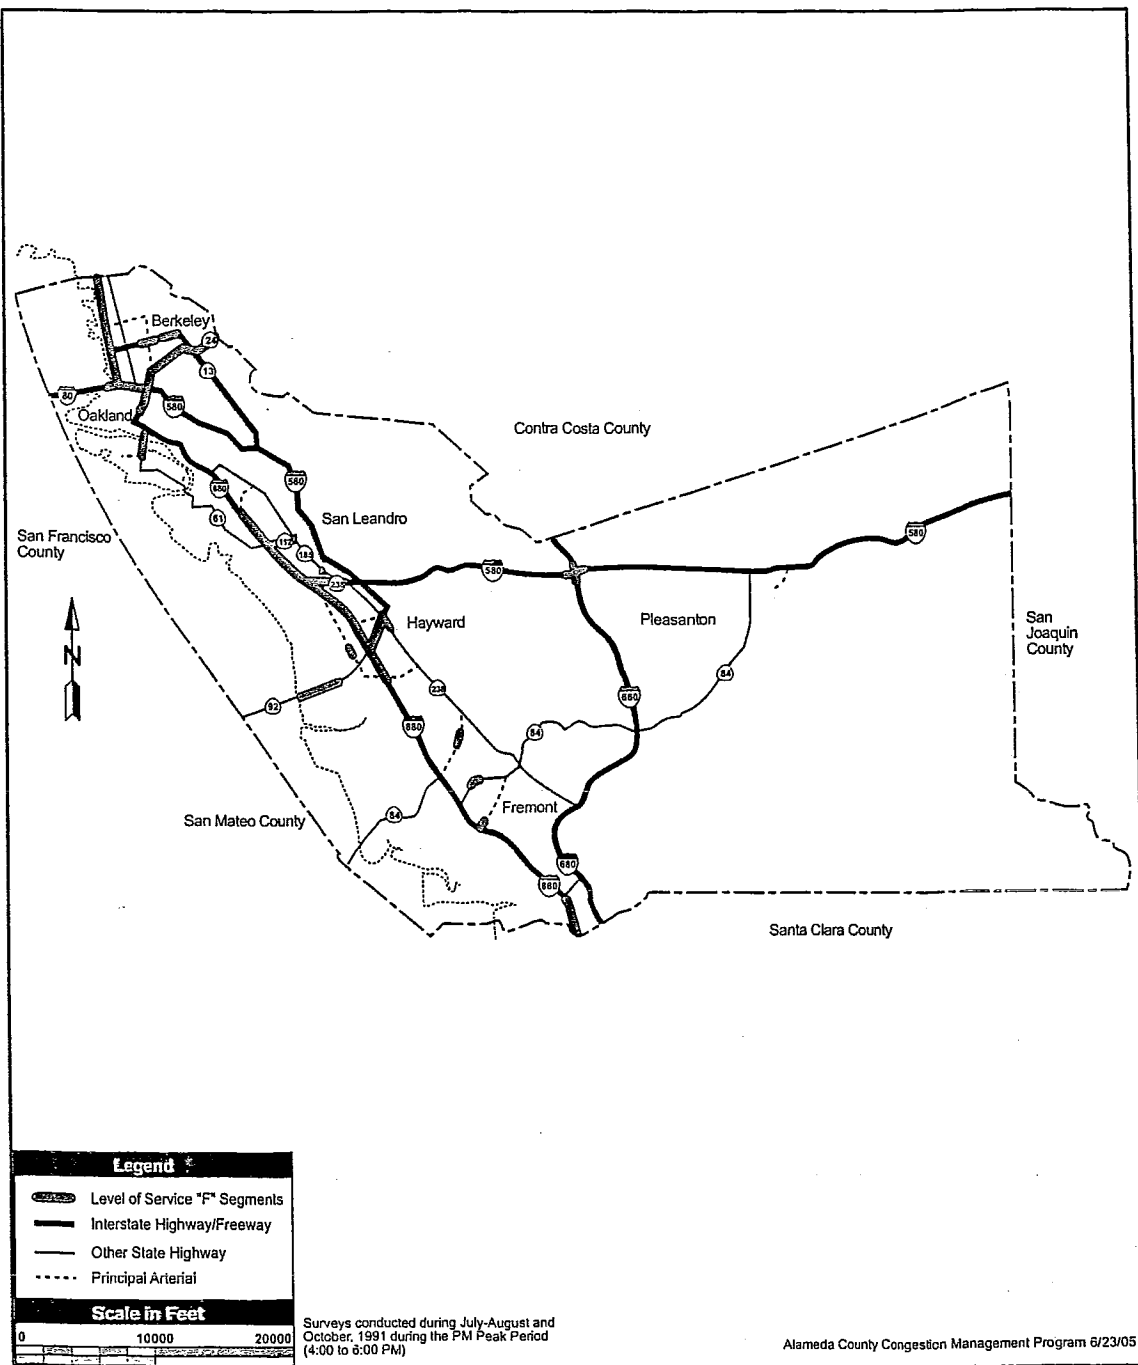 Berkeley
24
13
80
580
Oakland
Contra Costa County
580
880
San Leandro
61
San Francisco
County
112
185
580
580
238
Hayward
Pleasanton
San
Joaquin
County
N
84
238
680
92
880
84
Fremont
84
San Mateo County
680
880
Santa Clara County
Legend
Level of Service "F" Segments
Interstate Highway/Freeway
Other State Highway
Principal Arterial
Scale in Feet
0 10000 20000
Surveys conducted during July-August and
October, 1991 during the PM Peak Period
(4:00 to 6:00 PM)
Alameda County Congestion Management Program 6/23/05